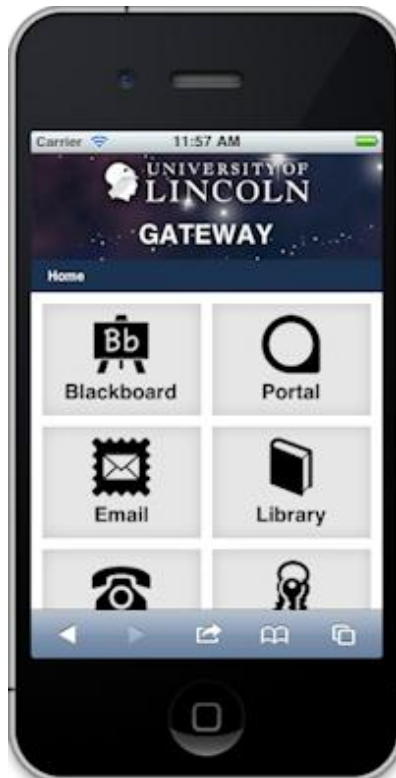 Carrier 11:57 AM
UNIVERSITY OF
LINCOLN
GATEWAY
Home
Bb
Blackboard Portal
Email Library